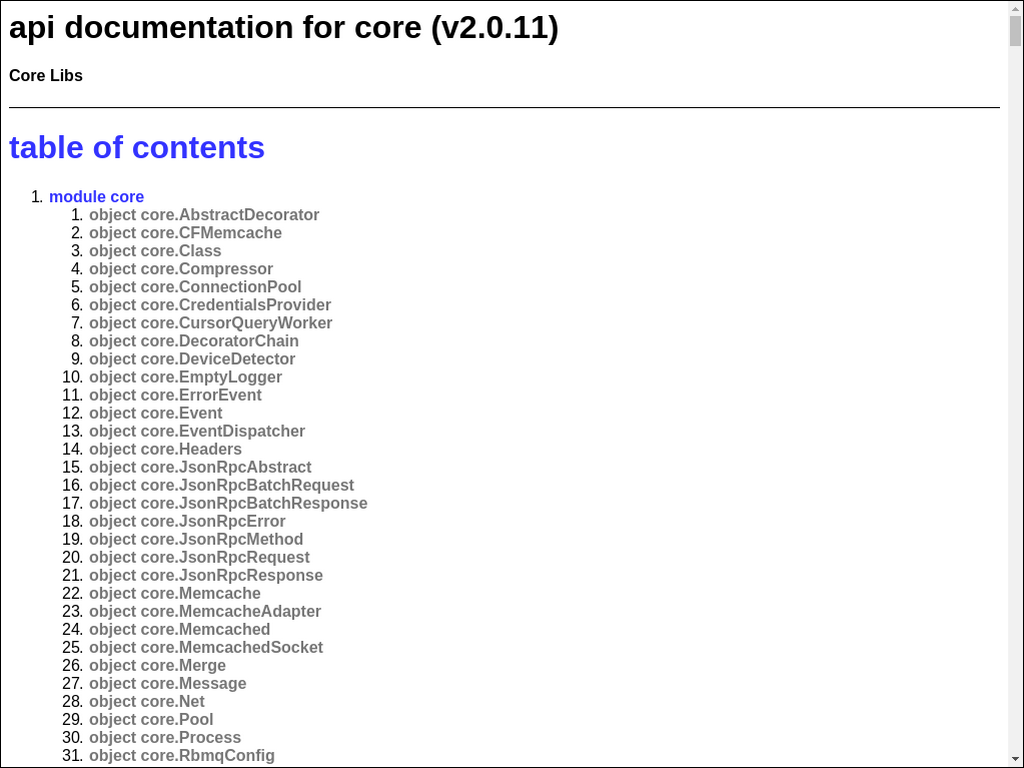 api documentation for core (v2.0.11)
Core Libs
table of contents
1. module core
1. object core.AbstractDecorator
2. object core.CFMemcache
3. object core.Class
4. object core.Compressor
5. object core.ConnectionPool
6. object core.CredentialsProvider
7. object core.CursorQueryWorker
8. object core.DecoratorChain
9. object core.DeviceDetector
10. object core.EmptyLogger
11. object core.ErrorEvent
12. object core.Event
13. object core.EventDispatcher
14. object core.Headers
15. object core.JsonRpcAbstract
16. object core.JsonRpcBatchRequest
17. object core.JsonRpcBatchResponse
18. object core.JsonRpcError
19. object core.JsonRpcMethod
20. object core.JsonRpcRequest
21. object core.JsonRpcResponse
22. object core.Memcache
23. object core.MemcacheAdapter
24. object core.Memcached
25. object core.MemcachedSocket
26. object core.Merge
27. object core.Message
28. object core.Net
29. object core.Pool
30. object core.Process
31. object core.RbmqConfig